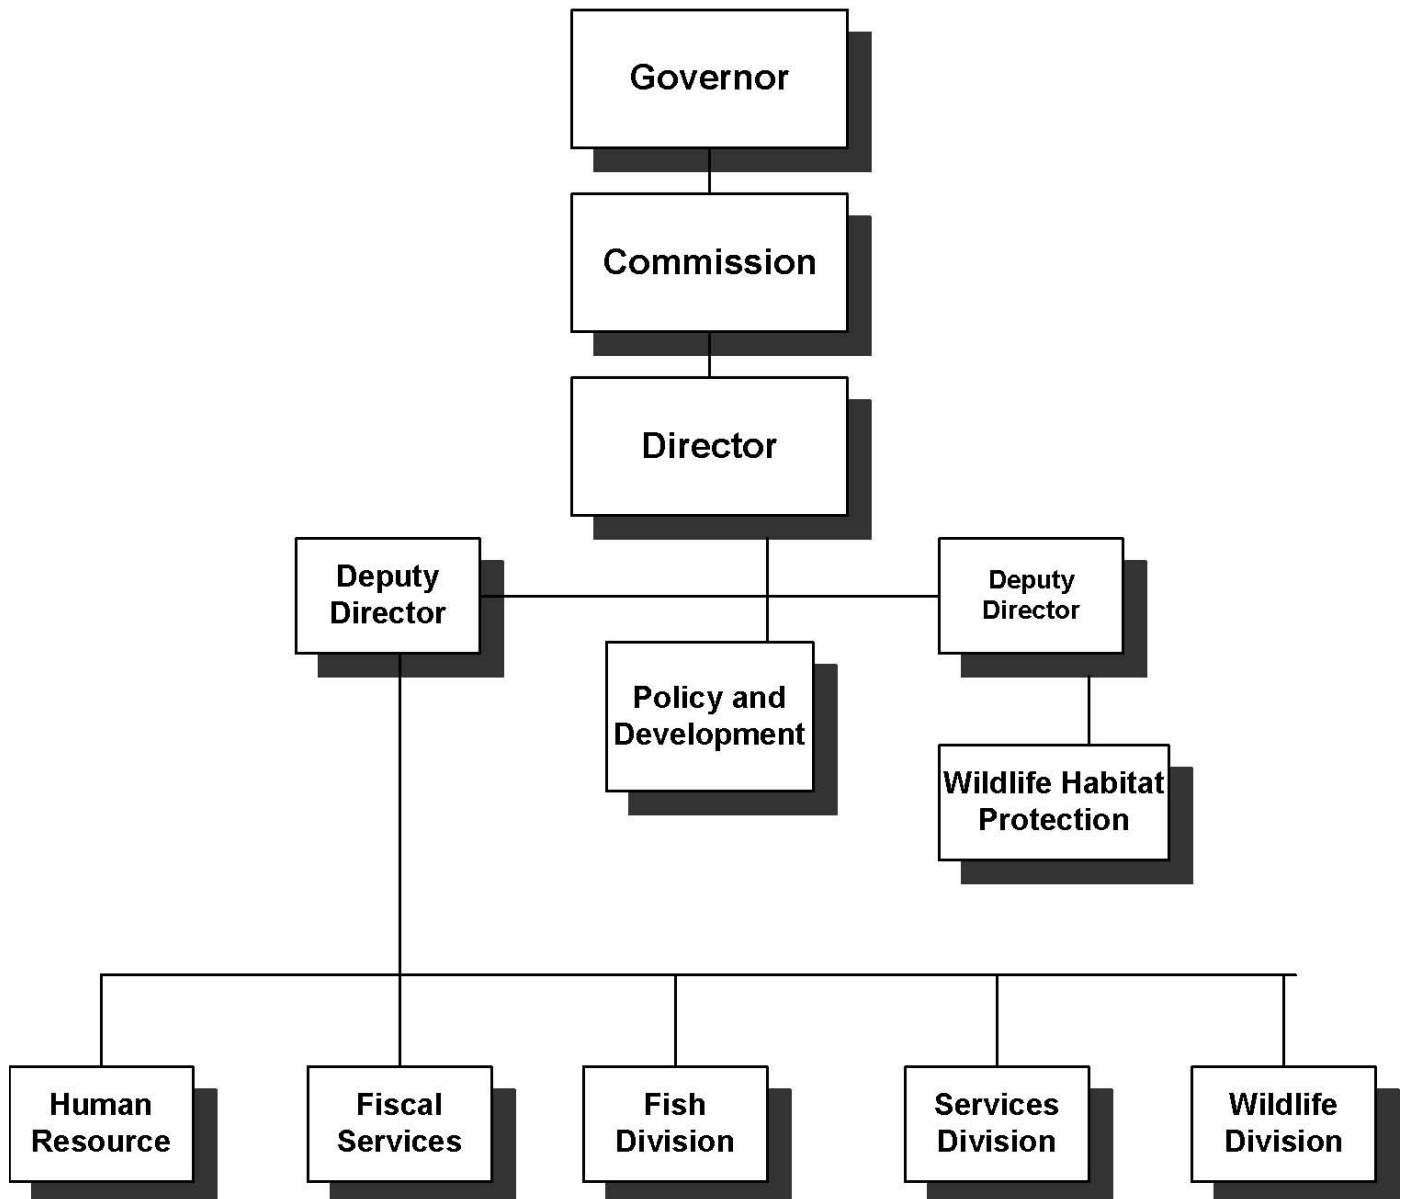 Governor
Commission
Director
Deputy
Director
Deputy
Director
Policy and
Development
Wildlife Habitat
Protection
Human
Resource
Fiscal
Services
Fish
Division
Services
Division
Wildlife
Division